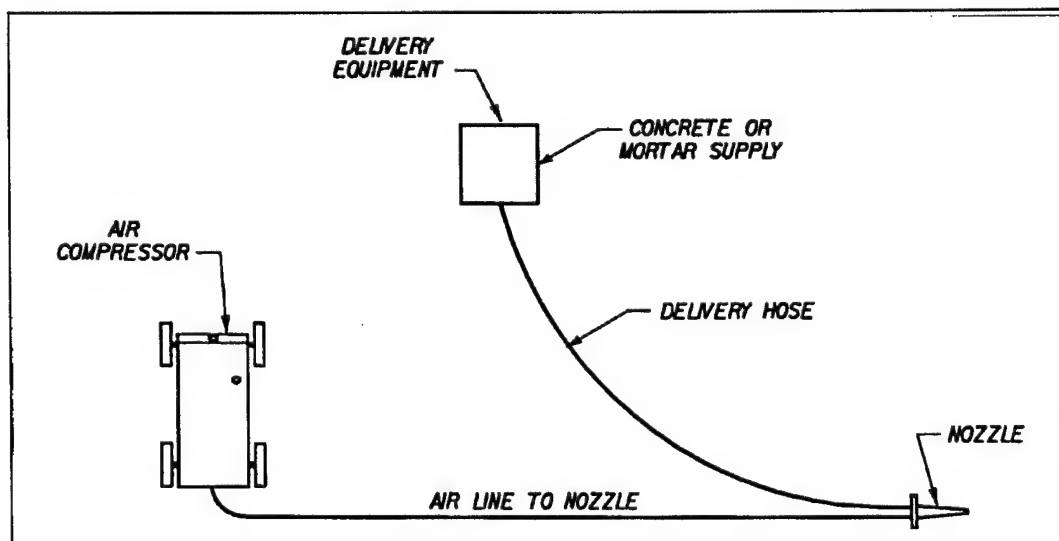 DELIVERY
EQUIPMENT
CONCRETE OR
MORTAR SUPPLY
AIR
COMPRESSOR
DELIVERY HOSE
NOZZLE
AIR LINE TO NOZZLE